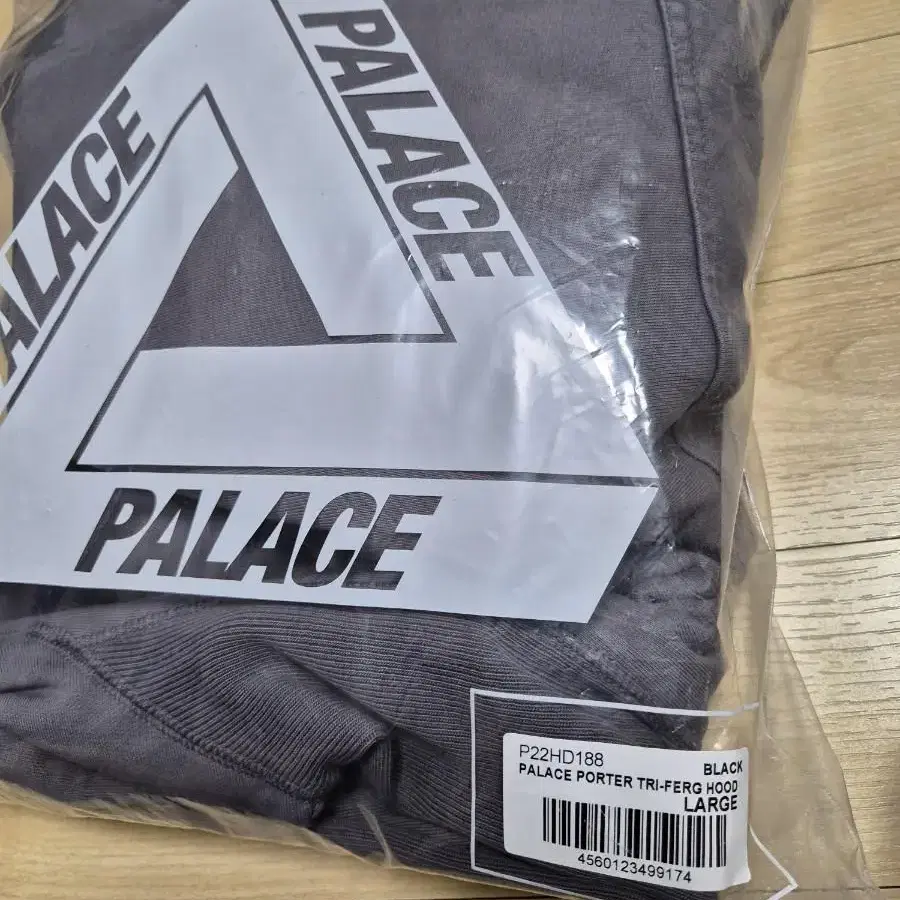 PALACE
PALACE
PALACE
P22HD188
BLACK
PALACE PORTER TRI-FERG HOOD
LARGE
4560123499174